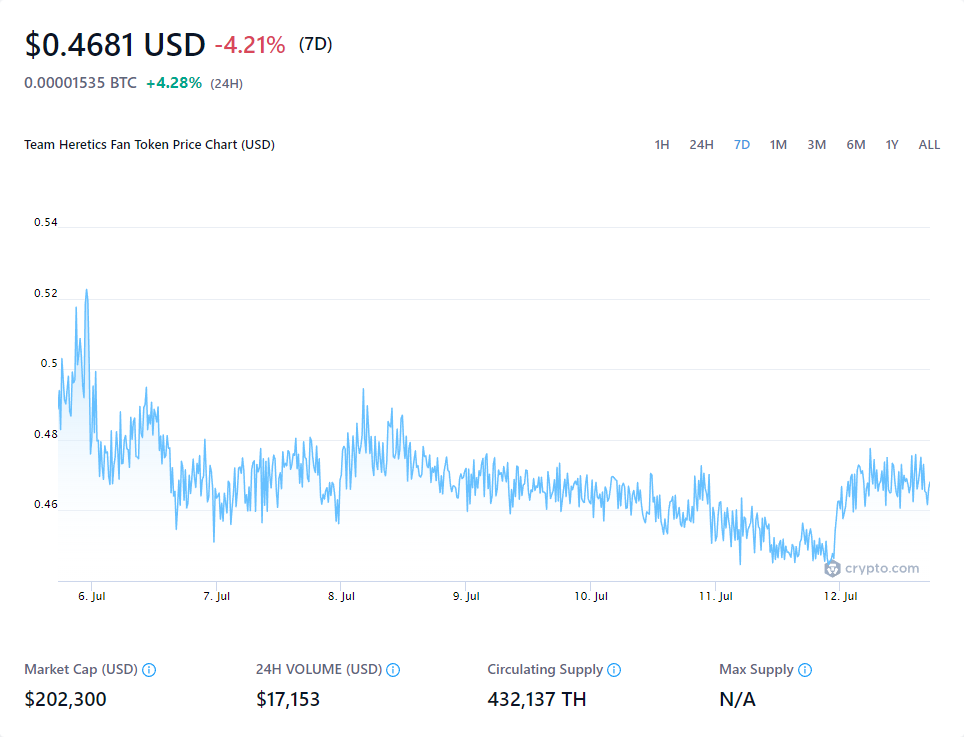 $0.4681 USD -4.21% (7D)
0.00001535 BTC +4.28% (24H)
Team Heretics Fan Token Price Chart (USD) 1H 24H 7D 1M 3M 6M 1Y ALL
0.54
0.52
0.5
0.48
0.46
crypto.com
6. Jul 7. Jul 8. Jul 9. Jul 10. Jul 11. Jul 12. Jul
Market Cap (USD) 24H VOLUME (USD) Circulating Supply Max Supply
$202,300 $17,153 432,137 TH N/A